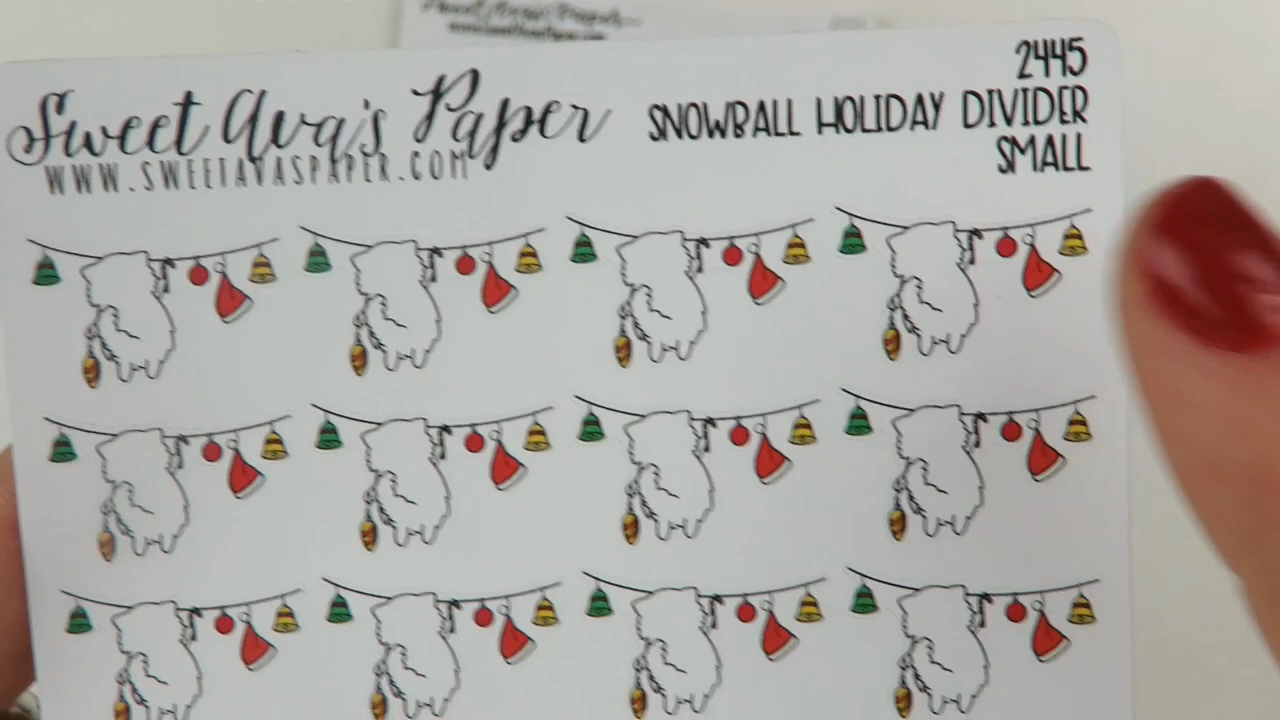 Sweet Ava's Paper
WWW.SWEETAVASPAPER.COM
2445
SNOWBALL HOLIDAY DIVIDER
SMALL